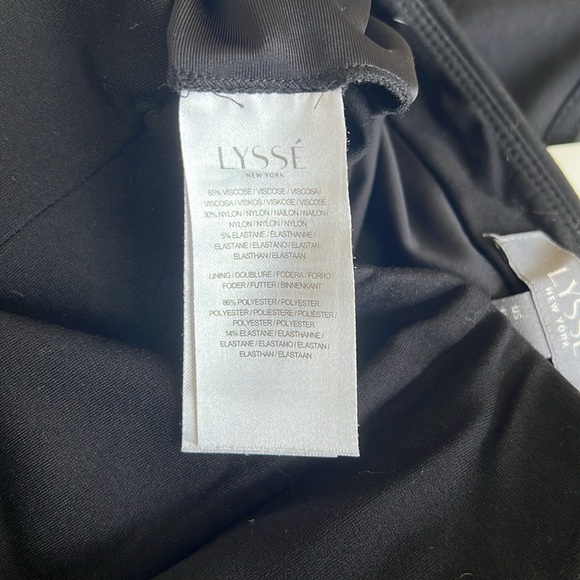 LYSSÉ
NEW YORK
65% VISCOSE / VISCOSE / VISCOSA /
VISCOSA / VISKOS / VISKOSE / VISCOSE
30% NYLON / NYLON / NAILON / NAILON /
NYLON / NYLON / NYLON
5% ELASTANE / ELASTHANNE /
ELASTANE / ELASTANO / ELASTAN /
ELASTHAN / ELASTAAN
LINING / DOUBLURE / FODERA / FORRO /
FODER / FUTTER / BINNENKANT
86% POLYESTER / POLYESTER /
POLYESTER / POLIESTERE / POLIÉSTER /
POLYESTER / POLYESTER
14% ELASTANE / ELASTHANNE /
ELASTANE / ELASTANO / ELASTAN /
ELASTHAN / ELASTAAN
LYSSÉ
NEW YORK